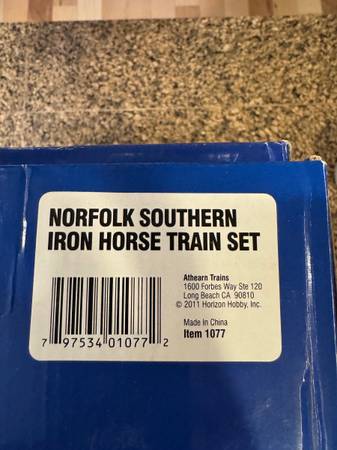 NORFOLK SOUTHERN
IRON HORSE TRAIN SET
Athearn Trains
1600 Forbes Way Ste 120
Long Beach CA 90810
© 2011 Horizon Hobby, Inc.
Made In China
Item 1077
7 97534 01077 2